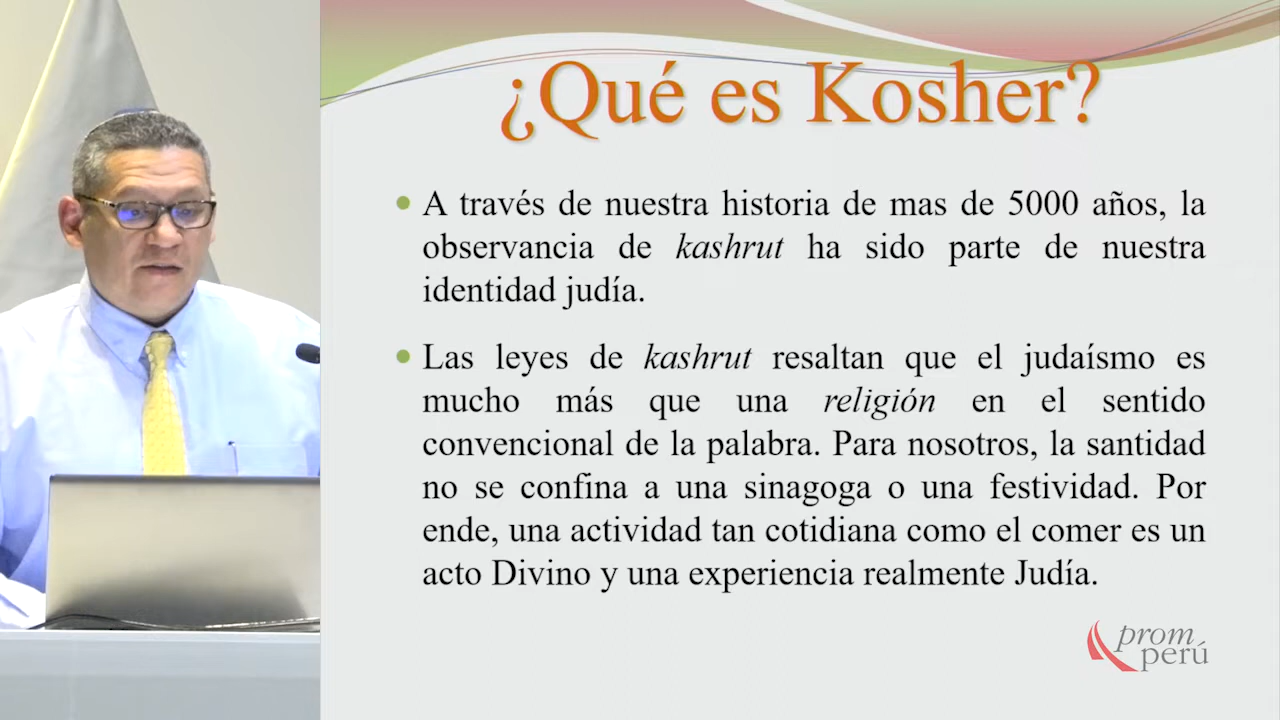 ¿Qué es Kosher?
A través de nuestra historia de mas de 5000 años, la
observancia de kashrut ha sido parte de nuestra
identidad judía.
Las leyes de kashrut resaltan que el judaísmo es
mucho más que una religión en el sentido
convencional de la palabra. Para nosotros, la santidad
no se confina a una sinagoga o una festividad. Por
ende, una actividad tan cotidiana como el comer es un
acto Divino y una experiencia realmente Judía.
prom
perú